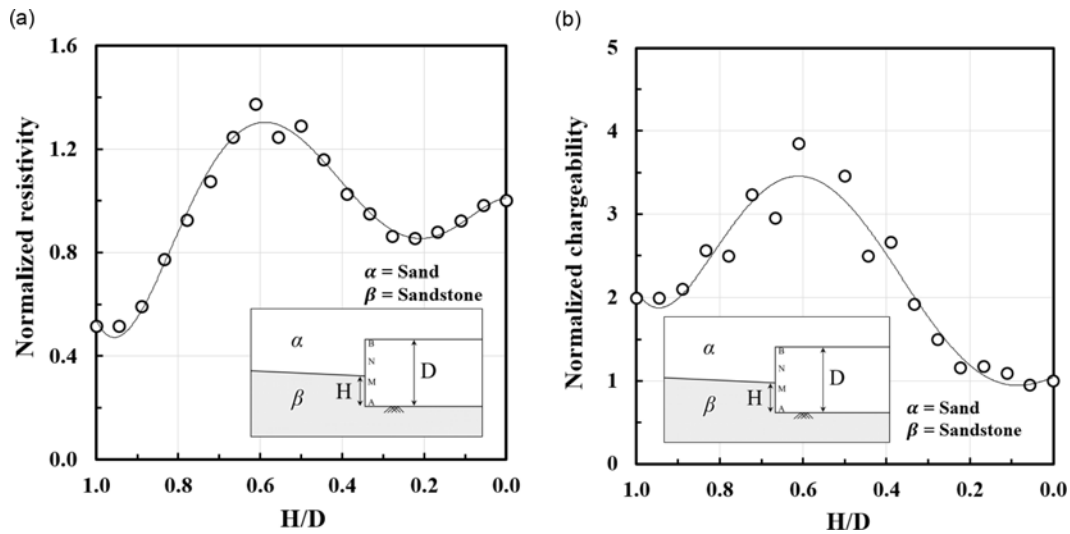 (a)
1.6
1.2
0.8
0.4
0.0
Normalized resistivity
α = Sand
β = Sandstone
α
β
B
N
M
A
H
D
1.0
0.8
0.6
0.4
0.2
0.0
H/D
(b)
5
4
3
2
1
0
Normalized chargeability
α
β
B
N
M
A
H
D
α = Sand
β = Sandstone
1.0
0.8
0.6
0.4
0.2
0.0
H/D